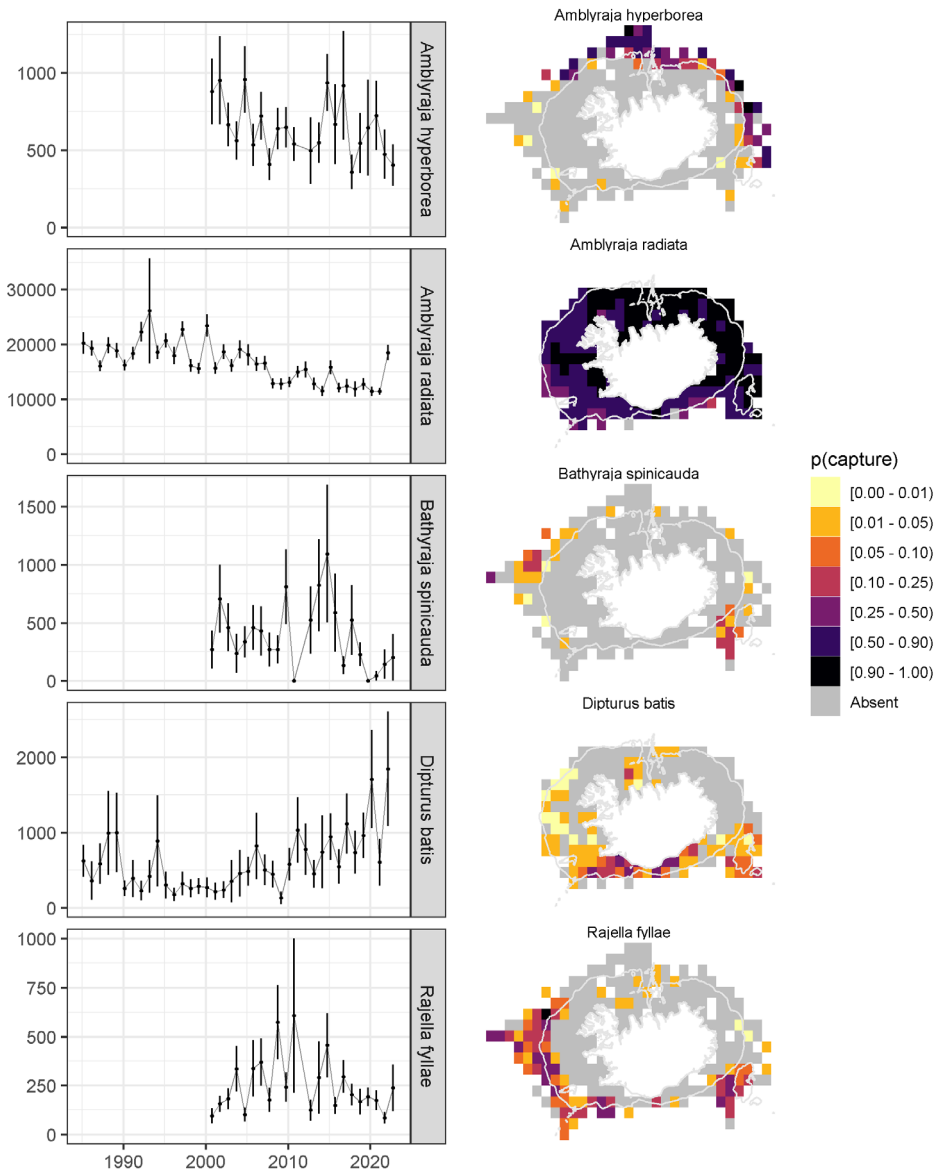 Amblyraja hyperborea
1000
500
0
Amblyraja hyperborea
Amblyraja radiata
30000
20000
10000
0
Amblyraja radiata
Bathyraja spinicauda
1500
1000
500
0
Bathyraja spinicauda
p(capture)
[0.00 - 0.01)
[0.01 - 0.05)
[0.05 - 0.10)
[0.10 - 0.25)
[0.25 - 0.50)
[0.50 - 0.90)
[0.90 - 1.00)
Absent
Dipturus batis
2000
1000
0
Dipturus batis
Rajella fyllae
1000
750
500
250
0
Rajella fyllae
1990
2000
2010
2020